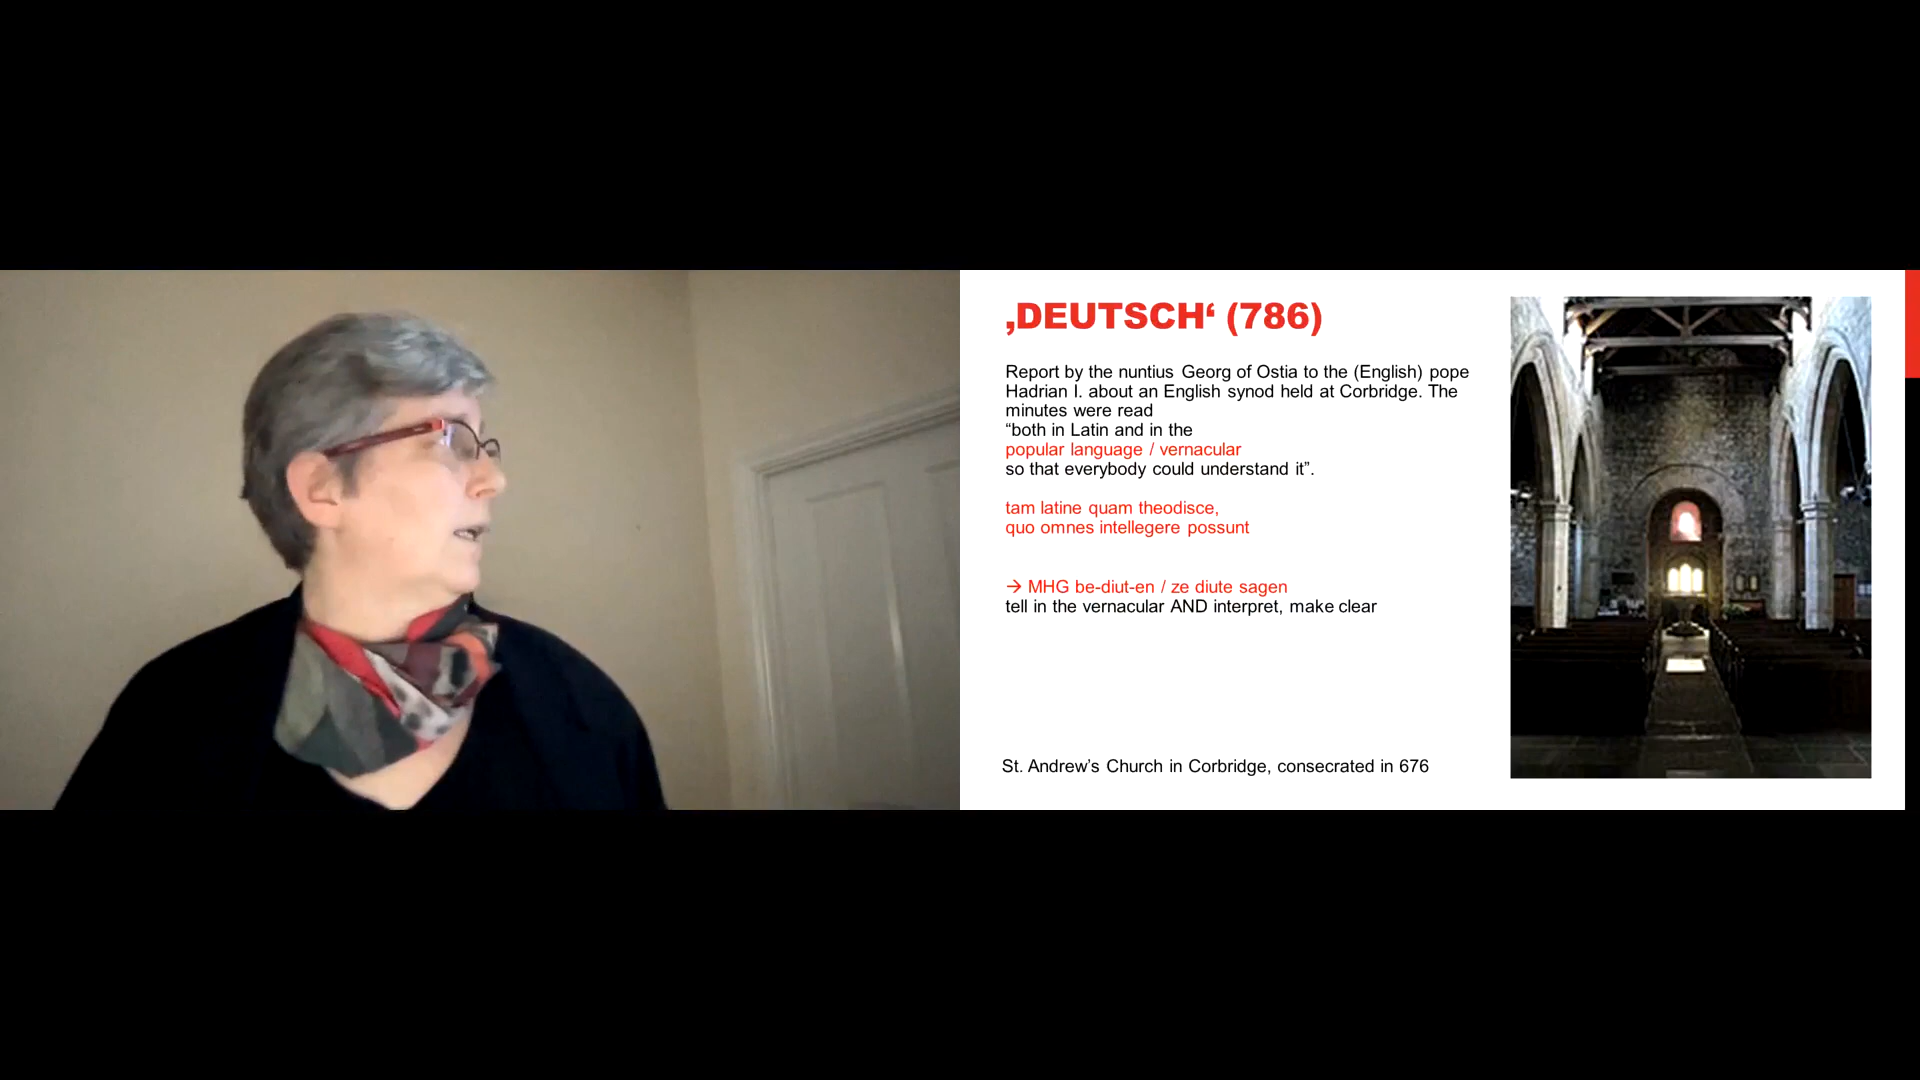 ‚DEUTSCH‘ (786)
Report by the nuntius Georg of Ostia to the (English) pope
Hadrian I. about an English synod held at Corbridge. The
minutes were read
“both in Latin and in the
popular language / vernacular
so that everybody could understand it”.
tam latine quam theodisce,
quo omnes intellegere possunt
→ MHG be-diut-en / ze diute sagen
tell in the vernacular AND interpret, make clear
St. Andrew’s Church in Corbridge, consecrated in 676